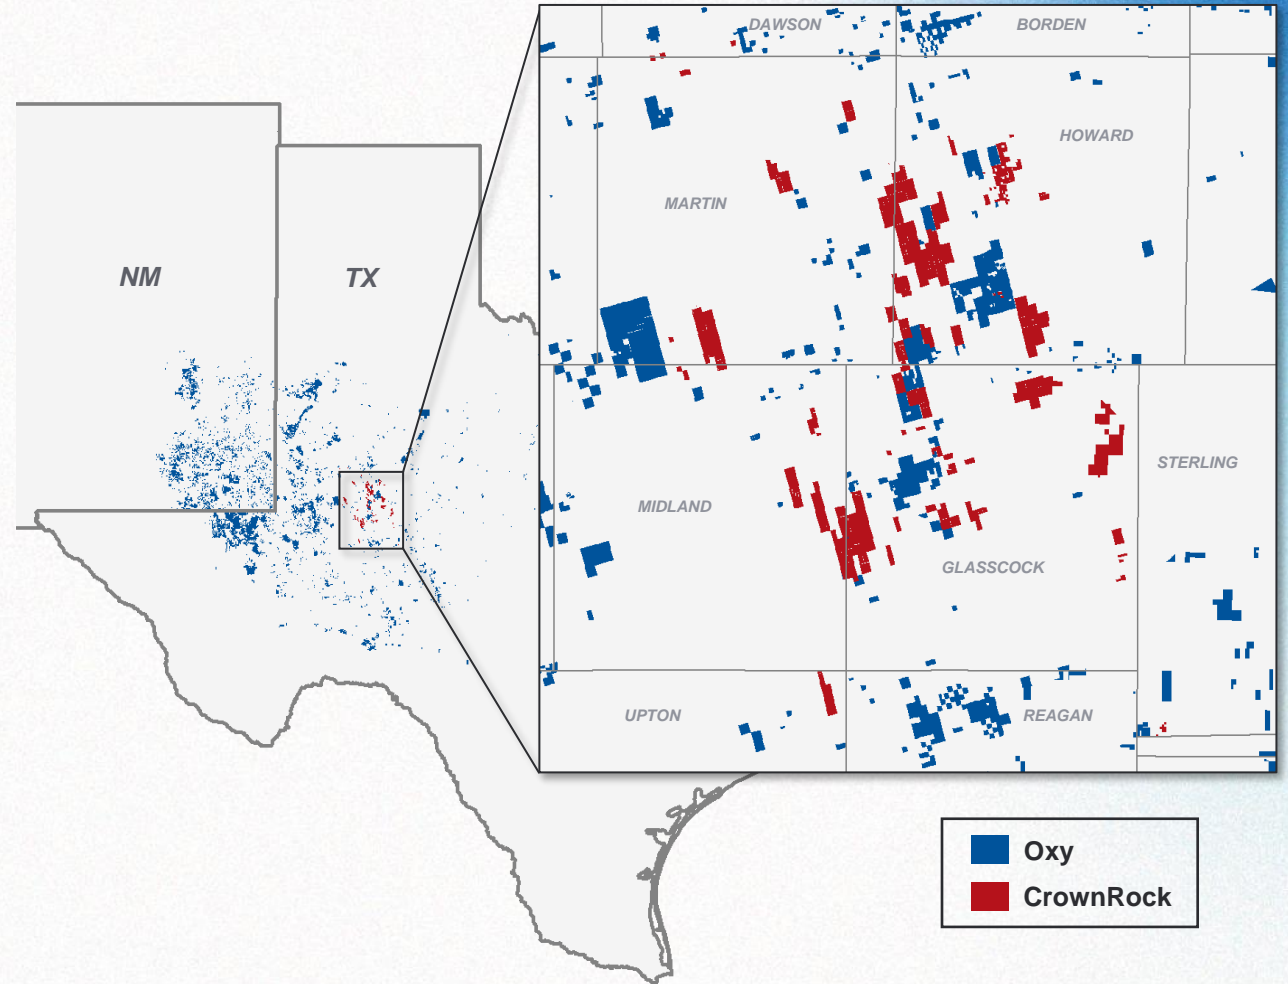 DAWSON
BORDEN
HOWARD
MARTIN
NM
TX
STERLING
MIDLAND
GLASSCOCK
UPTON
REAGAN
Oxy
CrownRock